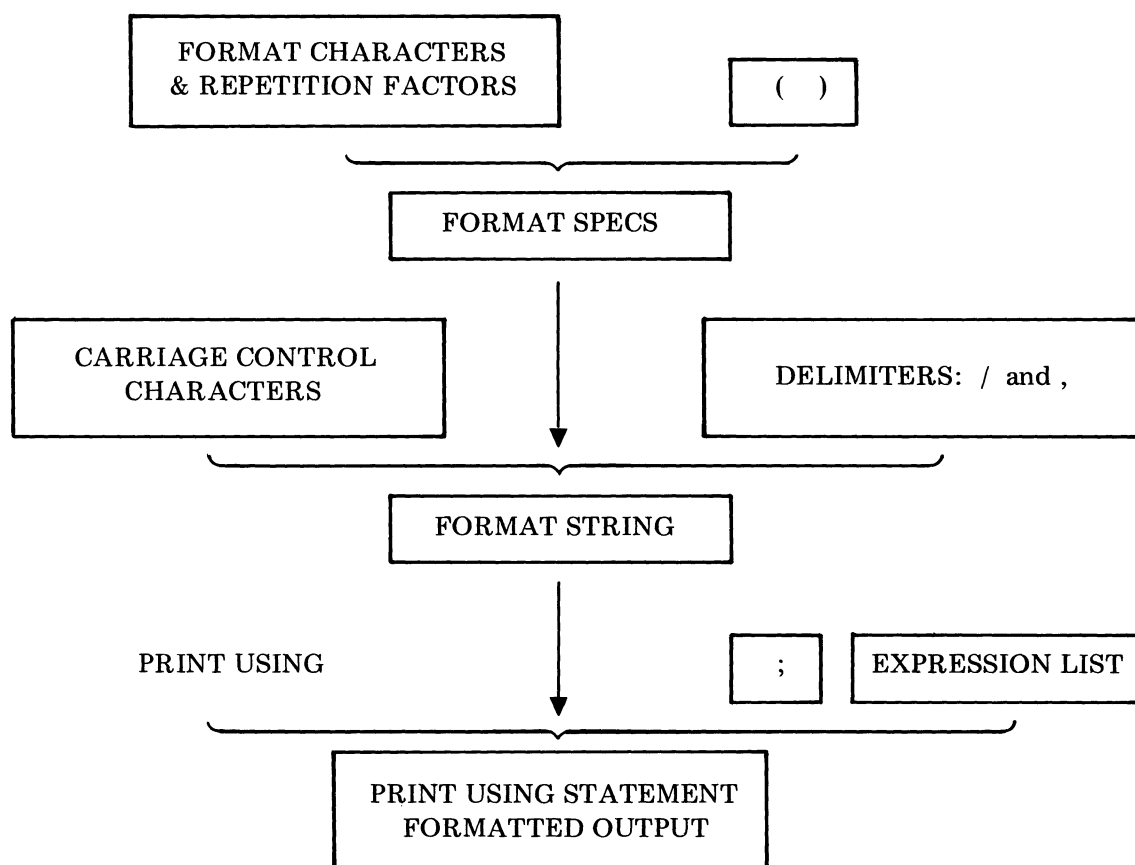 FORMAT CHARACTERS
& REPETITION FACTORS
( )
FORMAT SPECS
CARRIAGE CONTROL
CHARACTERS
DELIMITERS: / and ,
FORMAT STRING
PRINT USING
;
EXPRESSION LIST
PRINT USING STATEMENT
FORMATTED OUTPUT